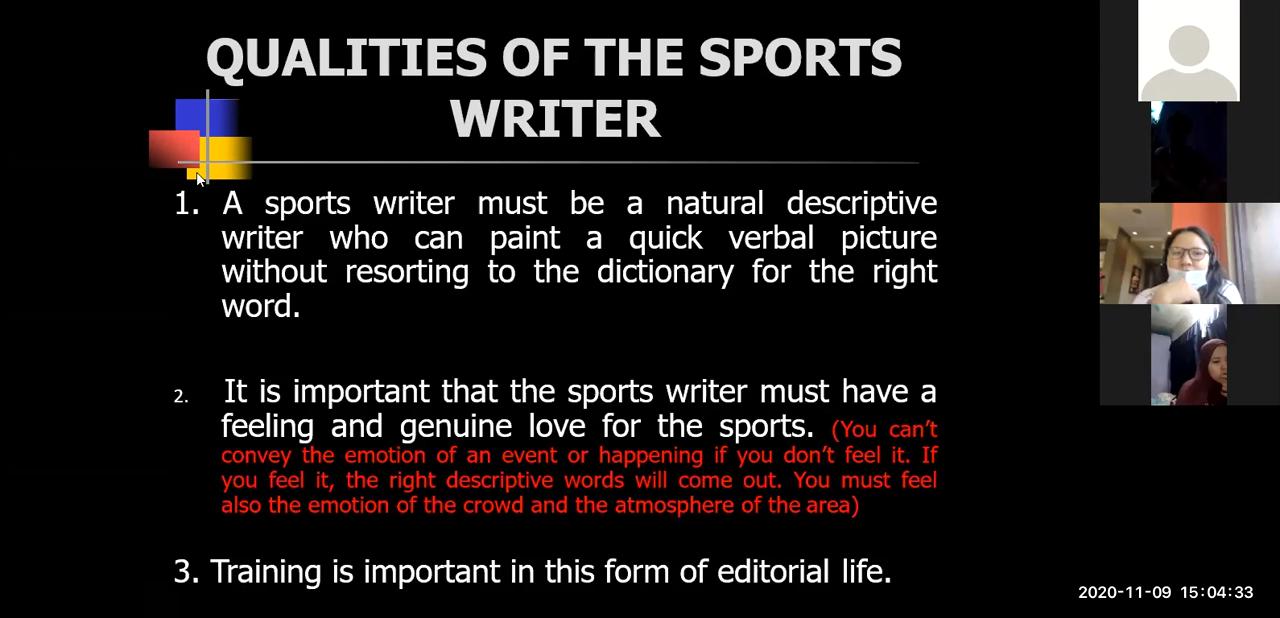 QUALITIES OF THE SPORTS
WRITER
1. A sports writer must be a natural descriptive
writer who can paint a quick verbal picture
without resorting to the dictionary for the right
word.
2. It is important that the sports writer must have a
feeling and genuine love for the sports. (You can't
convey the emotion of an event or happening if you don't feel it. If
you feel it, the right descriptive words will come out. You must feel
also the emotion of the crowd and the atmosphere of the area)
3. Training is important in this form of editorial life.
2020-11-09 15:04:33